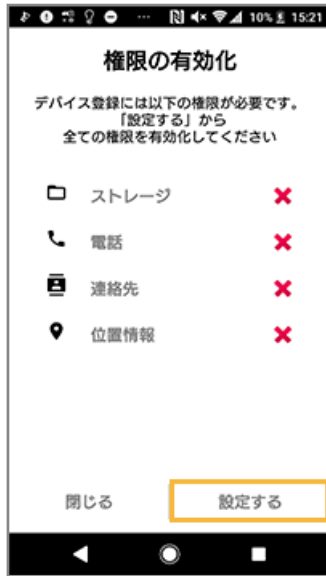 10% 15:21
権限の有効化
デバイス登録には以下の権限が必要です。
「設定する」から
全ての権限を有効化してください
ストレージ
電話
連絡先
位置情報
閉じる 設定する